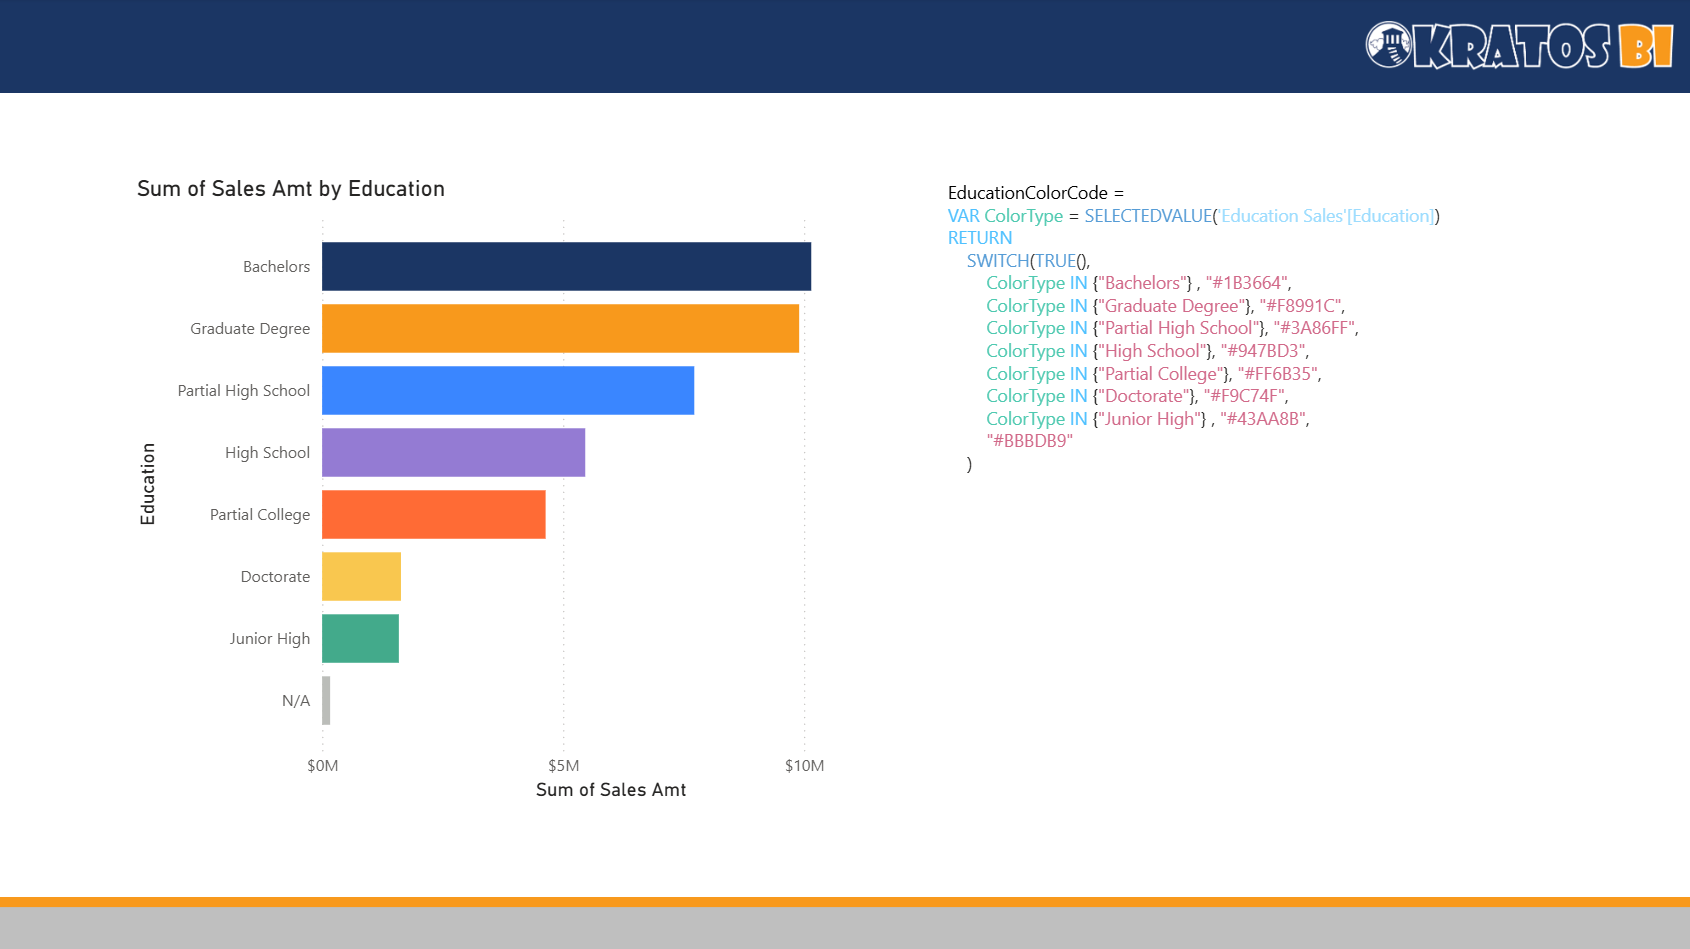 KRATOS BI
Sum of Sales Amt by Education
Education
Bachelors
Graduate Degree
Partial High School
High School
Partial College
Doctorate
Junior High
N/A
$0M
$5M
$10M
Sum of Sales Amt
EducationColorCode =
VAR ColorType = SELECTEDVALUE('Education Sales'[Education])
RETURN
SWITCH(TRUE(),
ColorType IN {"Bachelors"} , "#1B3664",
ColorType IN {"Graduate Degree"}, "#F8991C",
ColorType IN {"Partial High School"}, "#3A86FF",
ColorType IN {"High School"}, "#947BD3",
ColorType IN {"Partial College"}, "#FF6B35",
ColorType IN {"Doctorate"}, "#F9C74F",
ColorType IN {"Junior High"} , "#43AA8B",
"#BBBDB9"
)